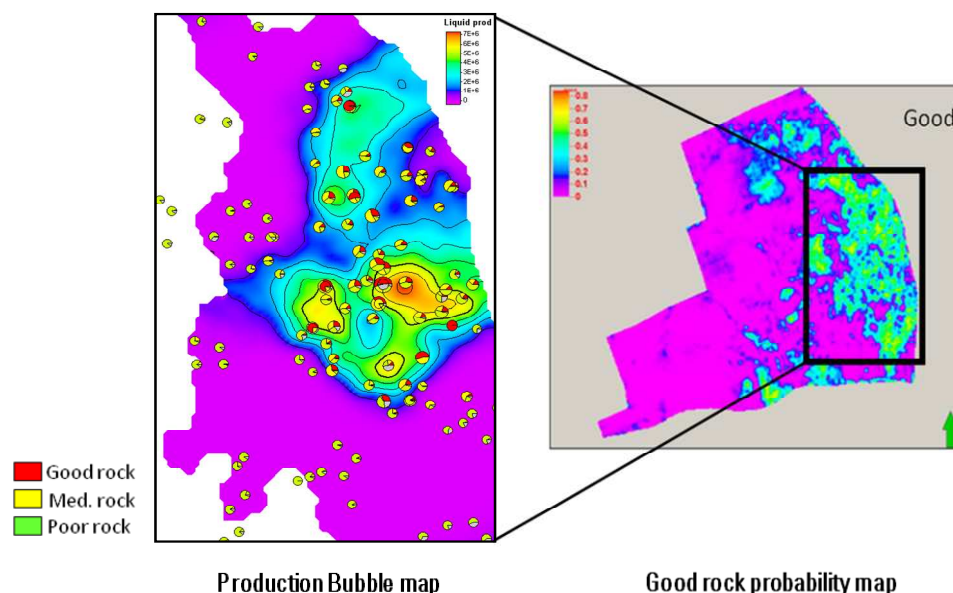 Liquid prod
7E+6
6E+6
5E+6
4E+6
3E+6
2E+6
1E+6
0
0.8
0.7
0.6
0.5
0.4
0.3
0.2
0.1
0
Good
Good rock
Med. rock
Poor rock
Production Bubble map
Good rock probability map